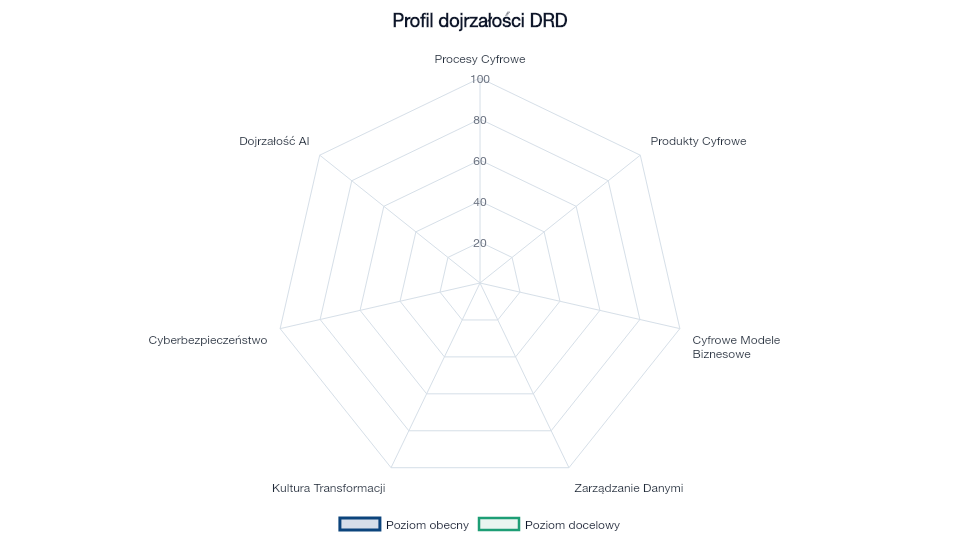 Profil dojrzałości DRD
Procesy Cyfrowe
100
Dojrzałość AI
Produkty Cyfrowe
80
60
40
20
Cyberbezpieczeństwo
Cyfrowe Modele
Biznesowe
Kultura Transformacji
Zarządzanie Danymi
Poziom obecny
Poziom docelowy